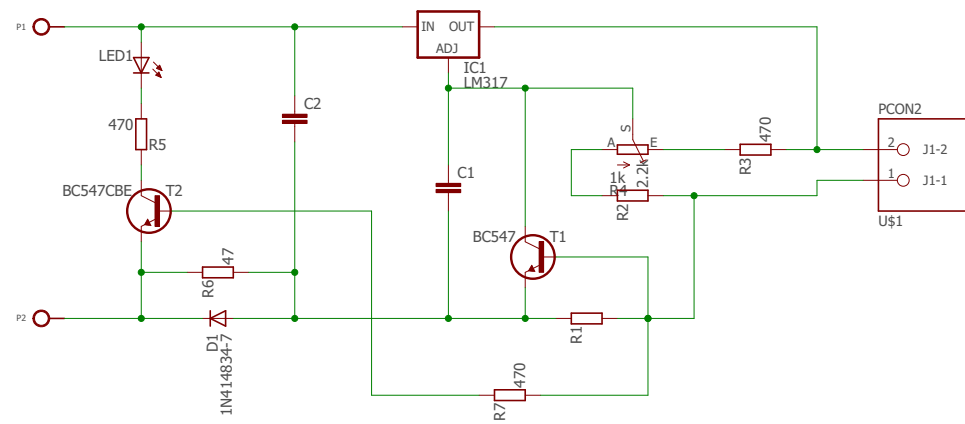 P1
IN OUT
ADJ
IC1
LM317
LED1
C2
470
R5
BC547CBE
T2
C1
S
A
E
1k
R4
2.2k
R2
470
R3
PCON2
2
J1-2
1
J1-1
U$1
BC547
T1
47
R6
P2
D1
1N414834-7
R1
470
R7